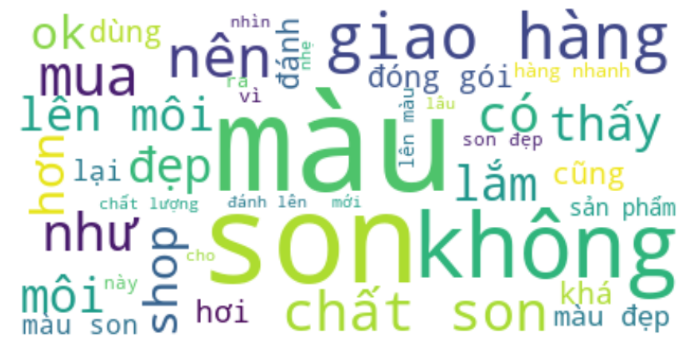 ok
dùng
nhìn
đánh
nhẹ
giao hàng
mua
nên
ra
vì
đóng gói
hàng nhanh
lên môi
màu
lên màu
lâu
có
thấy
son đẹp
hơn
lại
đẹp
lắm
cũng
chất lượng
đánh lên
mới
sản phẩm
như
shop
cho
son
không
môi
này
hơi
chất son
khá
màu son
màu đẹp